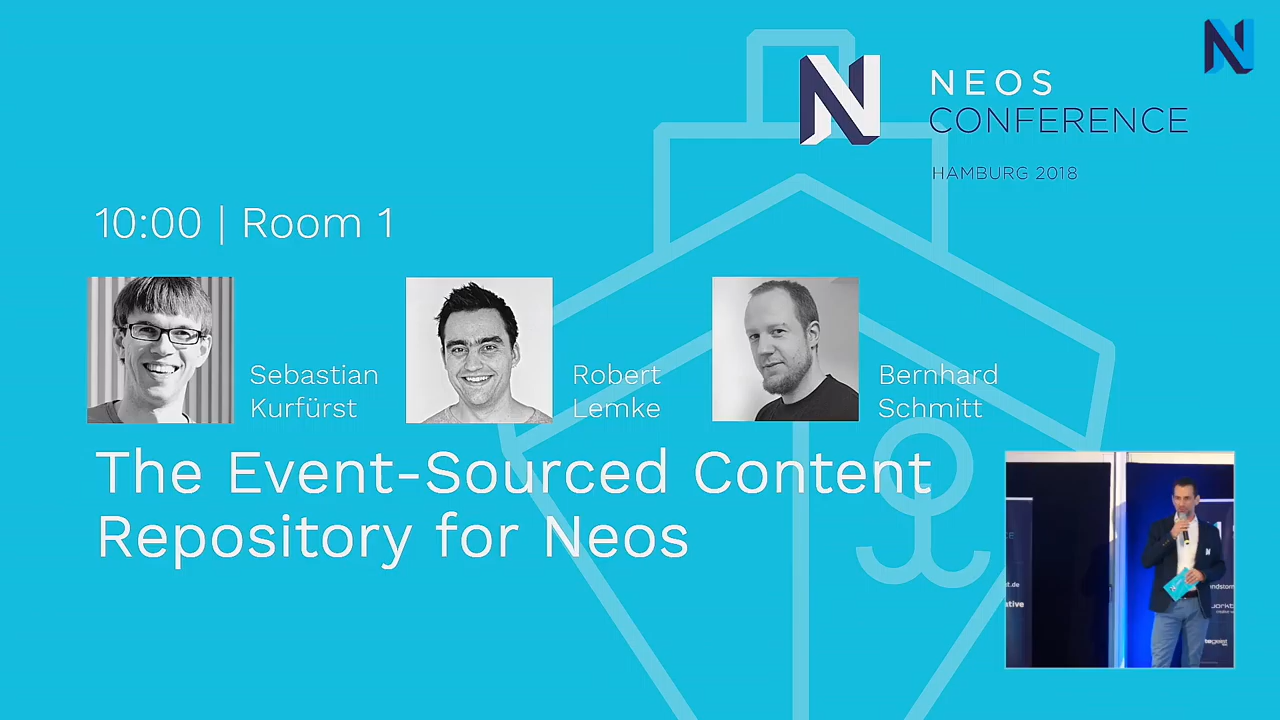 NEOS
CONFERENCE
HAMBURG 2018
10:00 | Room 1
Sebastian
Kurfürst
Robert
Lemke
Bernhard
Schmitt
The Event-Sourced Content
Repository for Neos